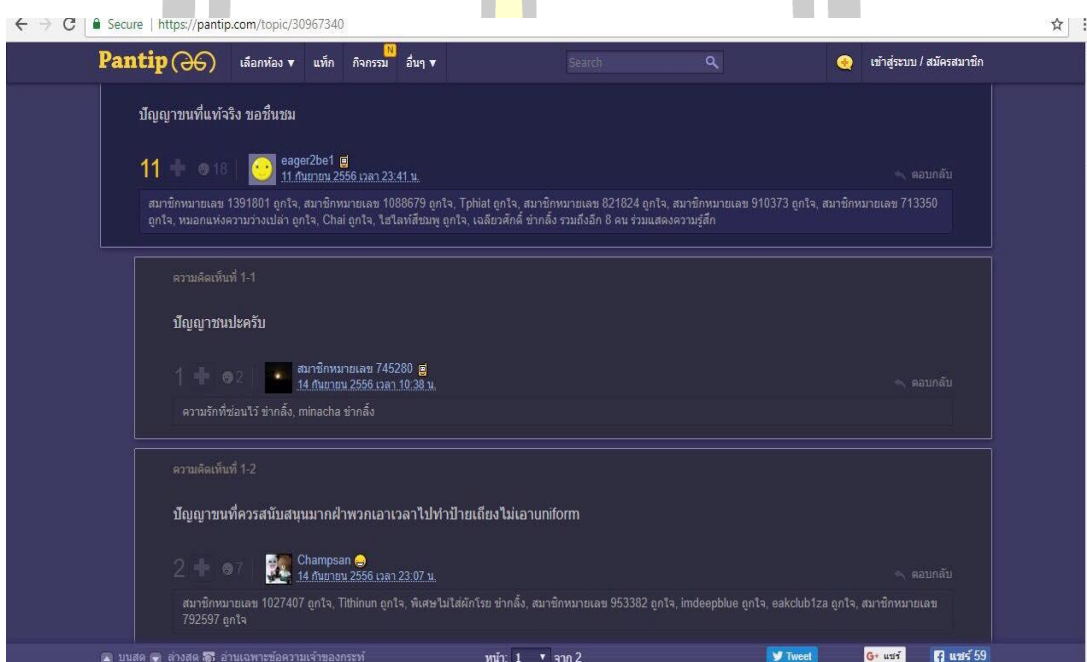 Secure | https://pantip.com/topic/30967340
Pantip เลือกห้อง ▼ แท็ก กิจกรรม N อื่นๆ ▼ Search เข้าสู่ระบบ / สมัครสมาชิก
ปัญญาขนที่แท้จริง ขอชื่นชม
11 18 eager2be1
11 กันยายน 2556 เวลา 23:41 น. ตอบกลับ
สมาชิกหมายเลข 1391801 ถูกใจ, สมาชิกหมายเลข 1088679 ถูกใจ, Tphiat ถูกใจ, สมาชิกหมายเลข 821824 ถูกใจ, สมาชิกหมายเลข 910373 ถูกใจ, สมาชิกหมายเลข 713350
ถูกใจ, หมอกแห่งความว่างเปล่า ถูกใจ, Chai ถูกใจ, ไฮไลท์สีชมพู ถูกใจ, เฉลียวศักดิ์ ขำกลิ้ง รวมถึงอีก 8 คน ร่วมแสดงความรู้สึก
ความคิดเห็นที่ 1-1
ปัญญาชนปะครับ
1 2 สมาชิกหมายเลข 745280
14 กันยายน 2556 เวลา 10:38 น. ตอบกลับ
ความรักที่ซ่อนไว้ ขำกลิ้ง, minacha ขำกลิ้ง
ความคิดเห็นที่ 1-2
ปัญญาขนที่ควรสนับสนุนมากฝ่าพวกเอาเวลาไปทำป้ายเถียงไม่เอาuniform
2 7 Champsan
14 กันยายน 2556 เวลา 23:07 น. ตอบกลับ
สมาชิกหมายเลข 1027407 ถูกใจ, Tithinun ถูกใจ, พิเศษไม่ใส่ผักโรย ขำกลิ้ง, สมาชิกหมายเลข 953382 ถูกใจ, imdeepblue ถูกใจ, eakclub1za ถูกใจ, สมาชิกหมายเลข
792597 ถูกใจ
บนสุด ล่างสุด อ่านเฉพาะข้อความเจ้าของกระทู้ หน้า: 1 ▼ จาก 2 Tweet G+ แชร์ แชร์ 59